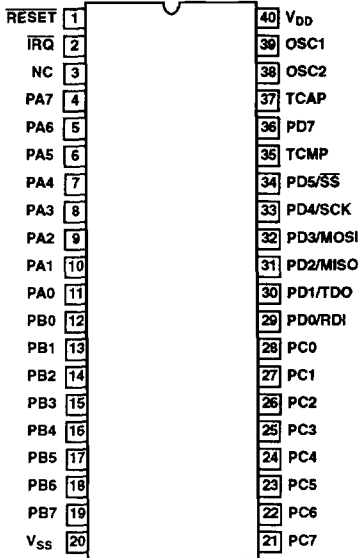 R̅E̅S̅E̅T̅ 1 40 VDD
I̅R̅Q̅ 2 39 OSC1
NC 3 38 OSC2
PA7 4 37 TCAP
PA6 5 36 PD7
PA5 6 35 TCMP
PA4 7 34 PD5/S̅S̅
PA3 8 33 PD4/SCK
PA2 9 32 PD3/MOSI
PA1 10 31 PD2/MISO
PA0 11 30 PD1/TDO
PB0 12 29 PD0/RDI
PB1 13 28 PC0
PB2 14 27 PC1
PB3 15 26 PC2
PB4 16 25 PC3
PB5 17 24 PC4
PB6 18 23 PC5
PB7 19 22 PC6
VSS 20 21 PC7